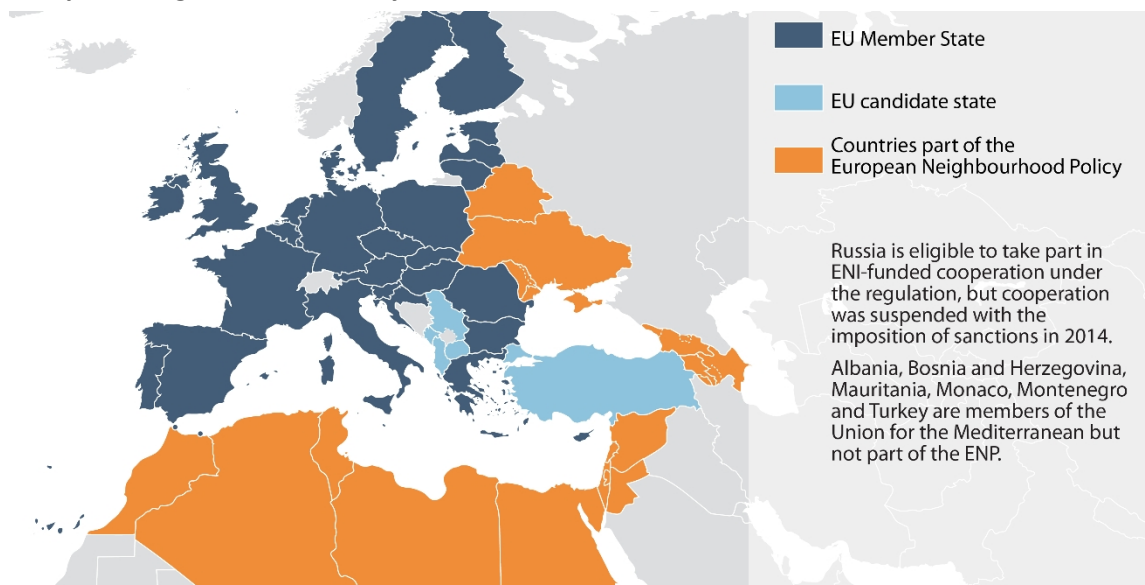 EU Member State
EU candidate state
Countries part of the
European Neighbourhood Policy
Russia is eligible to take part in
ENI-funded cooperation under
the regulation, but cooperation
was suspended with the
imposition of sanctions in 2014.
Albania, Bosnia and Herzegovina,
Mauritania, Monaco, Montenegro
and Turkey are members of the
Union for the Mediterranean but
not part of the ENP.